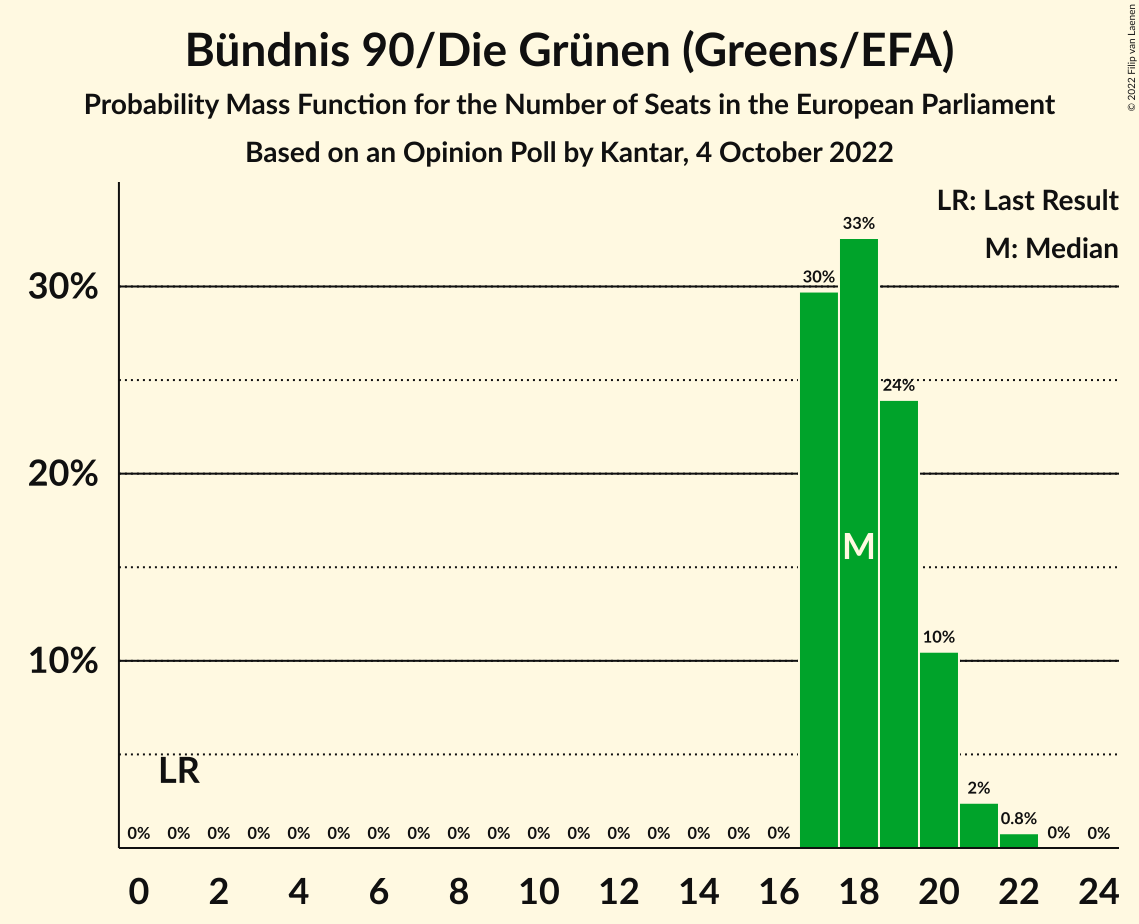 Bündnis 90/Die Grünen (Greens/EFA)
Probability Mass Function for the Number of Seats in the European Parliament
Based on an Opinion Poll by Kantar, 4 October 2022
© 2022 Filip van Laenen
LR: Last Result
M: Median
33%
30%
30%
24%
20%
M
10%
10%
LR
2%
0.8%
0% 0% 0% 0% 0% 0% 0% 0% 0% 0% 0% 0% 0% 0% 0% 0% 0% 0% 0%
0 2 4 6 8 10 12 14 16 18 20 22 24